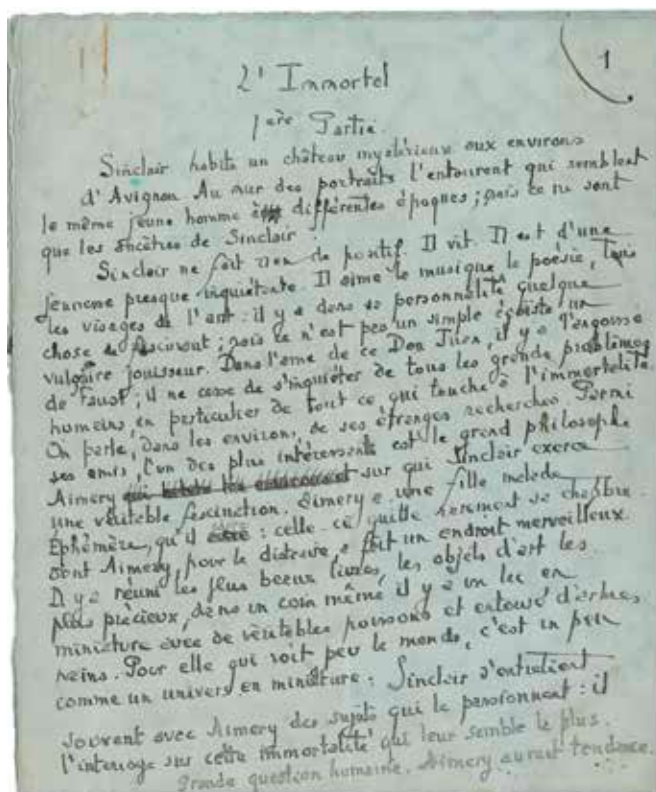 1
L'Immortel
1ère Partie.
Sinclair habite un château mystérieux aux environs
d'Avignon. Au mur des portraits l'entourent qui semblent
le même jeune homme à différentes époques ; mais ce ne sont
que les ancêtres de Sinclair.
Sinclair ne fait rien de positif. Il vit. Il est d'une
jeunesse presque inquiétante. Il aime la musique la poésie, tous
les visages de l'art : il y a dans sa personnalité quelque
chose de fascinant ; mais ce n'est pas un simple égoïste un
vulgaire jouisseur. Dans l'âme de ce Don Juan, il y a l'angoisse
de Faust ; il ne cesse de s'inquiéter de tous les grands problèmes
humains, en particulier de tout ce qui touche à l'immortalité.
On parle, dans les environs, de ses étranges recherches. Parmi
ses amis, l'un des plus intéressants est le grand philosophe
Aimery qui habite les environs sur qui Sinclair exerce
une véritable fascination. Aimery a une fille malade
Ephémère, qu'il : celle-ci quitte rarement sa chambre
dont Aimery, pour la distraire, a fait un endroit merveilleux.
Il y a réuni les plus beaux livres, les objets d'art les
plus précieux, dans un coin même il y a un lac en
miniature avec de véritables poissons et entouré d'arbres
nains. Pour elle qui voit peu le monde, c'est un peu
comme un univers en miniature. Sinclair s'entretient
souvent avec Aimery des sujets qui le passionnent : il
l'interroge sur cette immortalité qui leur semble la plus
grande question humaine. Aimery aurait tendance